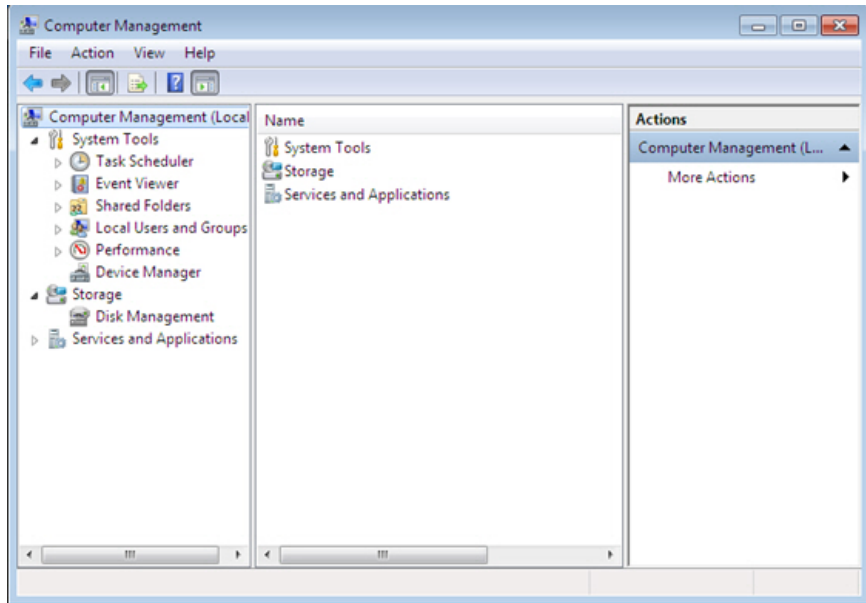 Computer Management
File Action View Help
Computer Management (Local
System Tools
Task Scheduler
Event Viewer
Shared Folders
Local Users and Groups
Performance
Device Manager
Storage
Disk Management
Services and Applications
Name
System Tools
Storage
Services and Applications
Actions
Computer Management (L...
More Actions